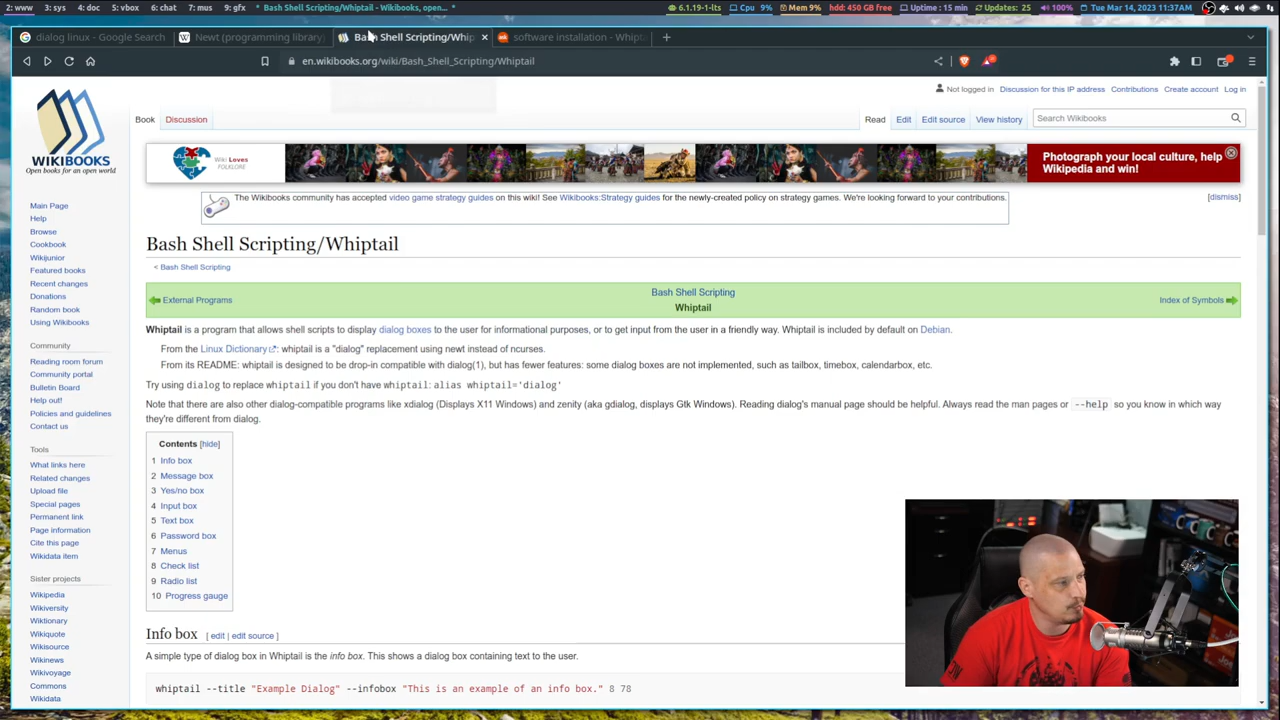 2: www 3: sys 4: doc 5: vbox 6: chat 7: mus 9: gfx * Bash Shell Scripting/Whiptail - Wikibooks, open... * 6.1.19-1-lts Cpu 9% Mem 9% hdd: 450 GB free Uptime: 15 min Updates: 25 100% Tue Mar 14, 2023 11:37AM
dialog linux - Google Search Newt (programming library) Bash Shell Scripting/Whip software installation - Whipt
en.wikibooks.org/wiki/Bash_Shell_Scripting/Whiptail
Not logged in Discussion for this IP address Contributions Create account Log in
Book Discussion Read Edit Edit source View history Search Wikibooks
WIKIBOOKS
Open books for an open world
Wiki Loves
FOLKLORE
Photograph your local culture, help
Wikipedia and win!
The Wikibooks community has accepted video game strategy guides on this wiki! See Wikibooks:Strategy guides for the newly-created policy on strategy games. We're looking forward to your contributions.
[dismiss]
Main Page
Help
Browse
Cookbook
Wikijunior
Featured books
Recent changes
Donations
Random book
Using Wikibooks
Community
Reading room forum
Community portal
Bulletin Board
Help out!
Policies and guidelines
Contact us
Tools
What links here
Related changes
Upload file
Special pages
Permanent link
Page information
Cite this page
Wikidata item
Sister projects
Wikipedia
Wikiversity
Wiktionary
Wikiquote
Wikisource
Wikinews
Wikivoyage
Commons
Wikidata
Bash Shell Scripting/Whiptail
< Bash Shell Scripting
Bash Shell Scripting
External Programs Whiptail Index of Symbols
Whiptail is a program that allows shell scripts to display dialog boxes to the user for informational purposes, or to get input from the user in a friendly way. Whiptail is included by default on Debian.
From the Linux Dictionary: whiptail is a "dialog" replacement using newt instead of ncurses.
From its README: whiptail is designed to be drop-in compatible with dialog(1), but has fewer features: some dialog boxes are not implemented, such as tailbox, timebox, calendarbox, etc.
Try using dialog to replace whiptail if you don't have whiptail: alias whiptail='dialog'
Note that there are also other dialog-compatible programs like xdialog (Displays X11 Windows) and zenity (aka gdialog, displays Gtk Windows). Reading dialog's manual page should be helpful. Always read the man pages or --help so you know in which way
they're different from dialog.
Contents [hide]
1 Info box
2 Message box
3 Yes/no box
4 Input box
5 Text box
6 Password box
7 Menus
8 Check list
9 Radio list
10 Progress gauge
Info box [ edit | edit source ]
A simple type of dialog box in Whiptail is the info box. This shows a dialog box containing text to the user.
whiptail --title "Example Dialog" --infobox "This is an example of an info box." 8 78